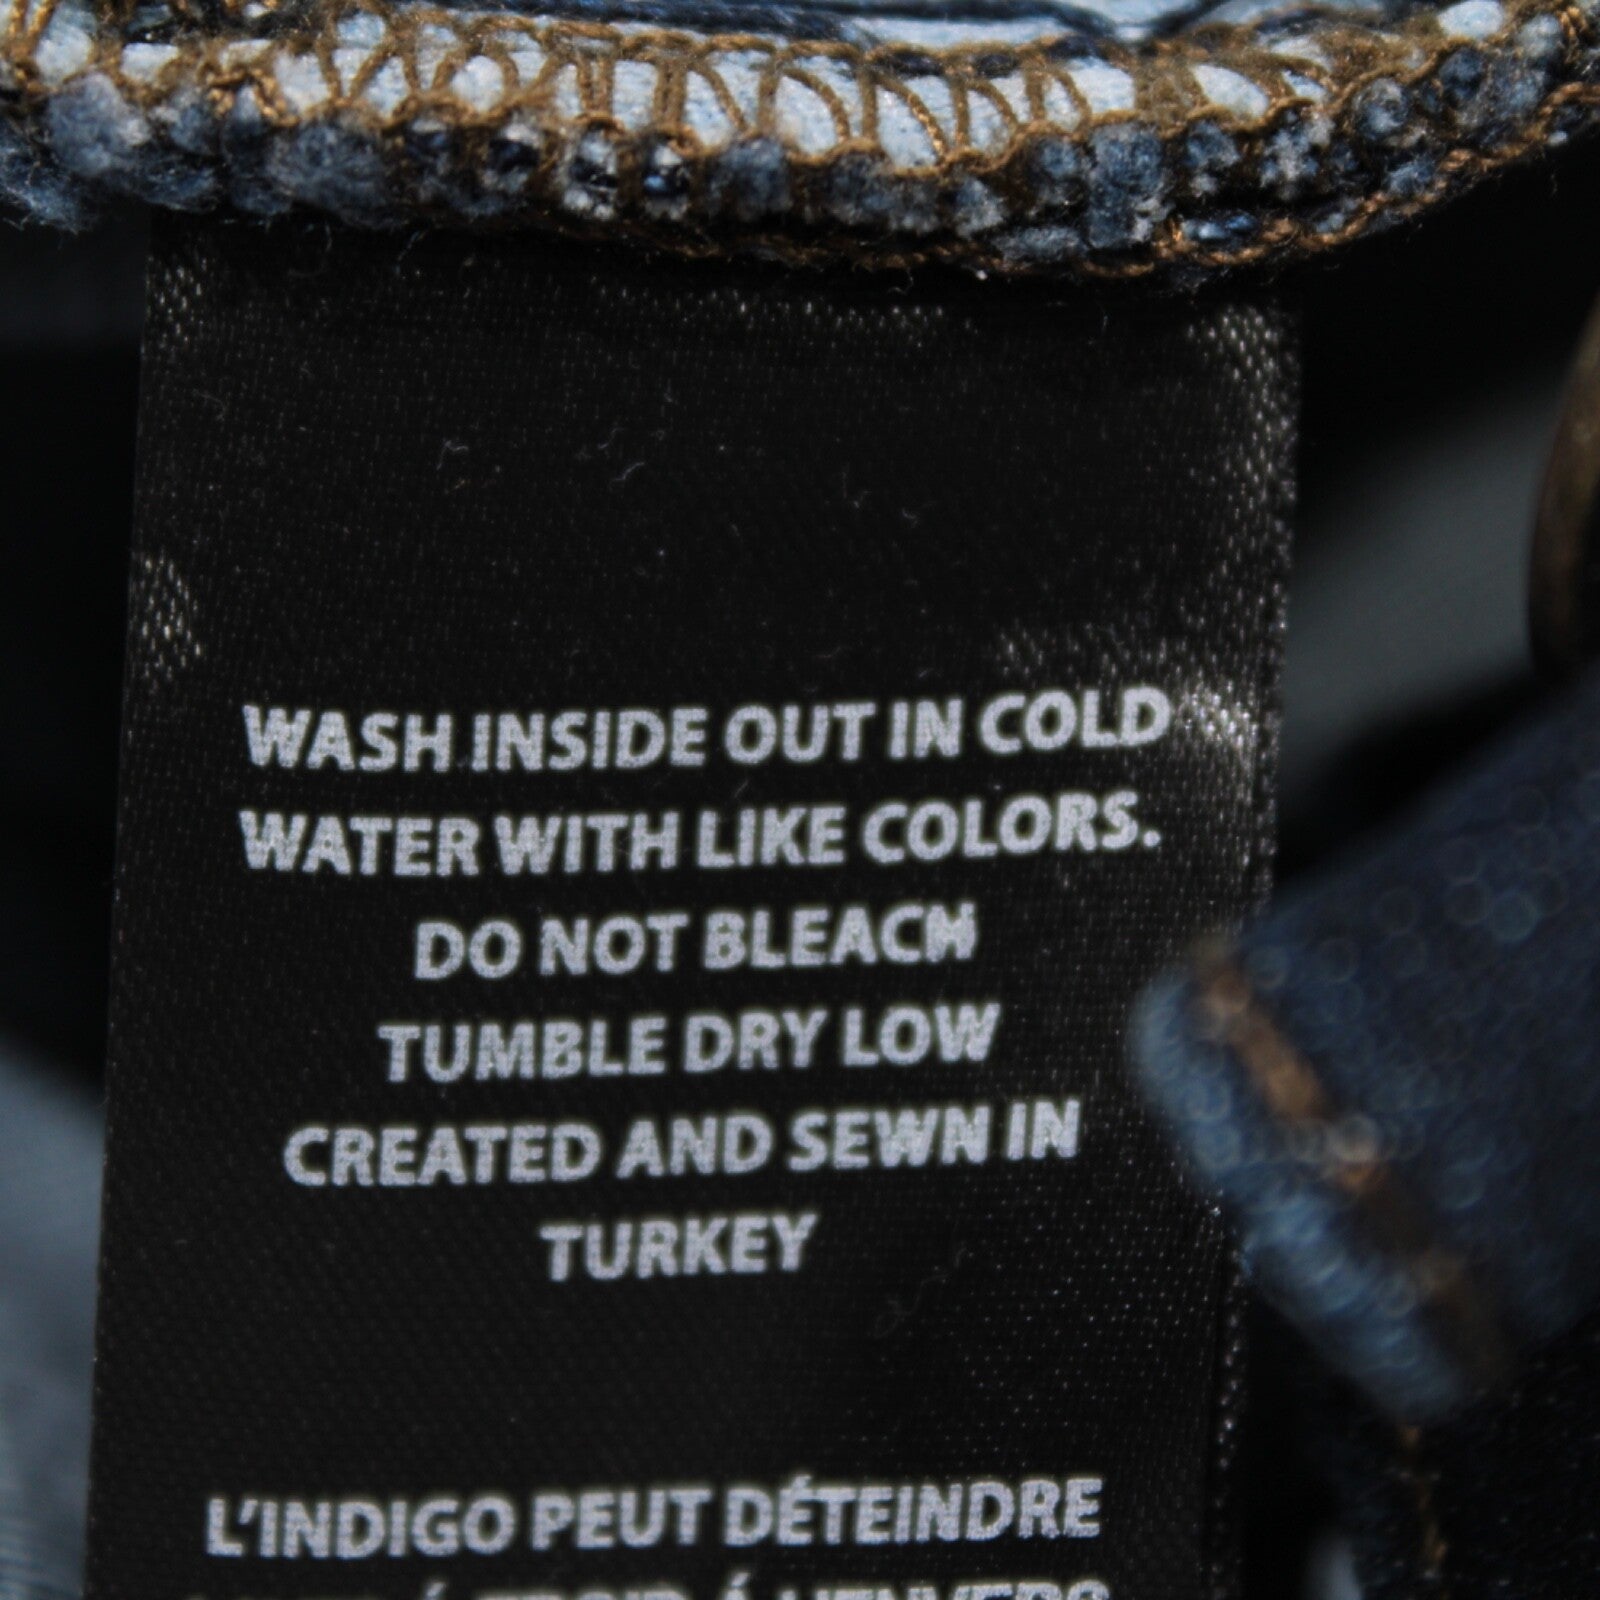 WASH INSIDE OUT IN COLD
WATER WITH LIKE COLORS.
DO NOT BLEACH
TUMBLE DRY LOW
CREATED AND SEWN IN
TURKEY
L'INDIGO PEUT DÉTEINDRE
À L'ENVERS